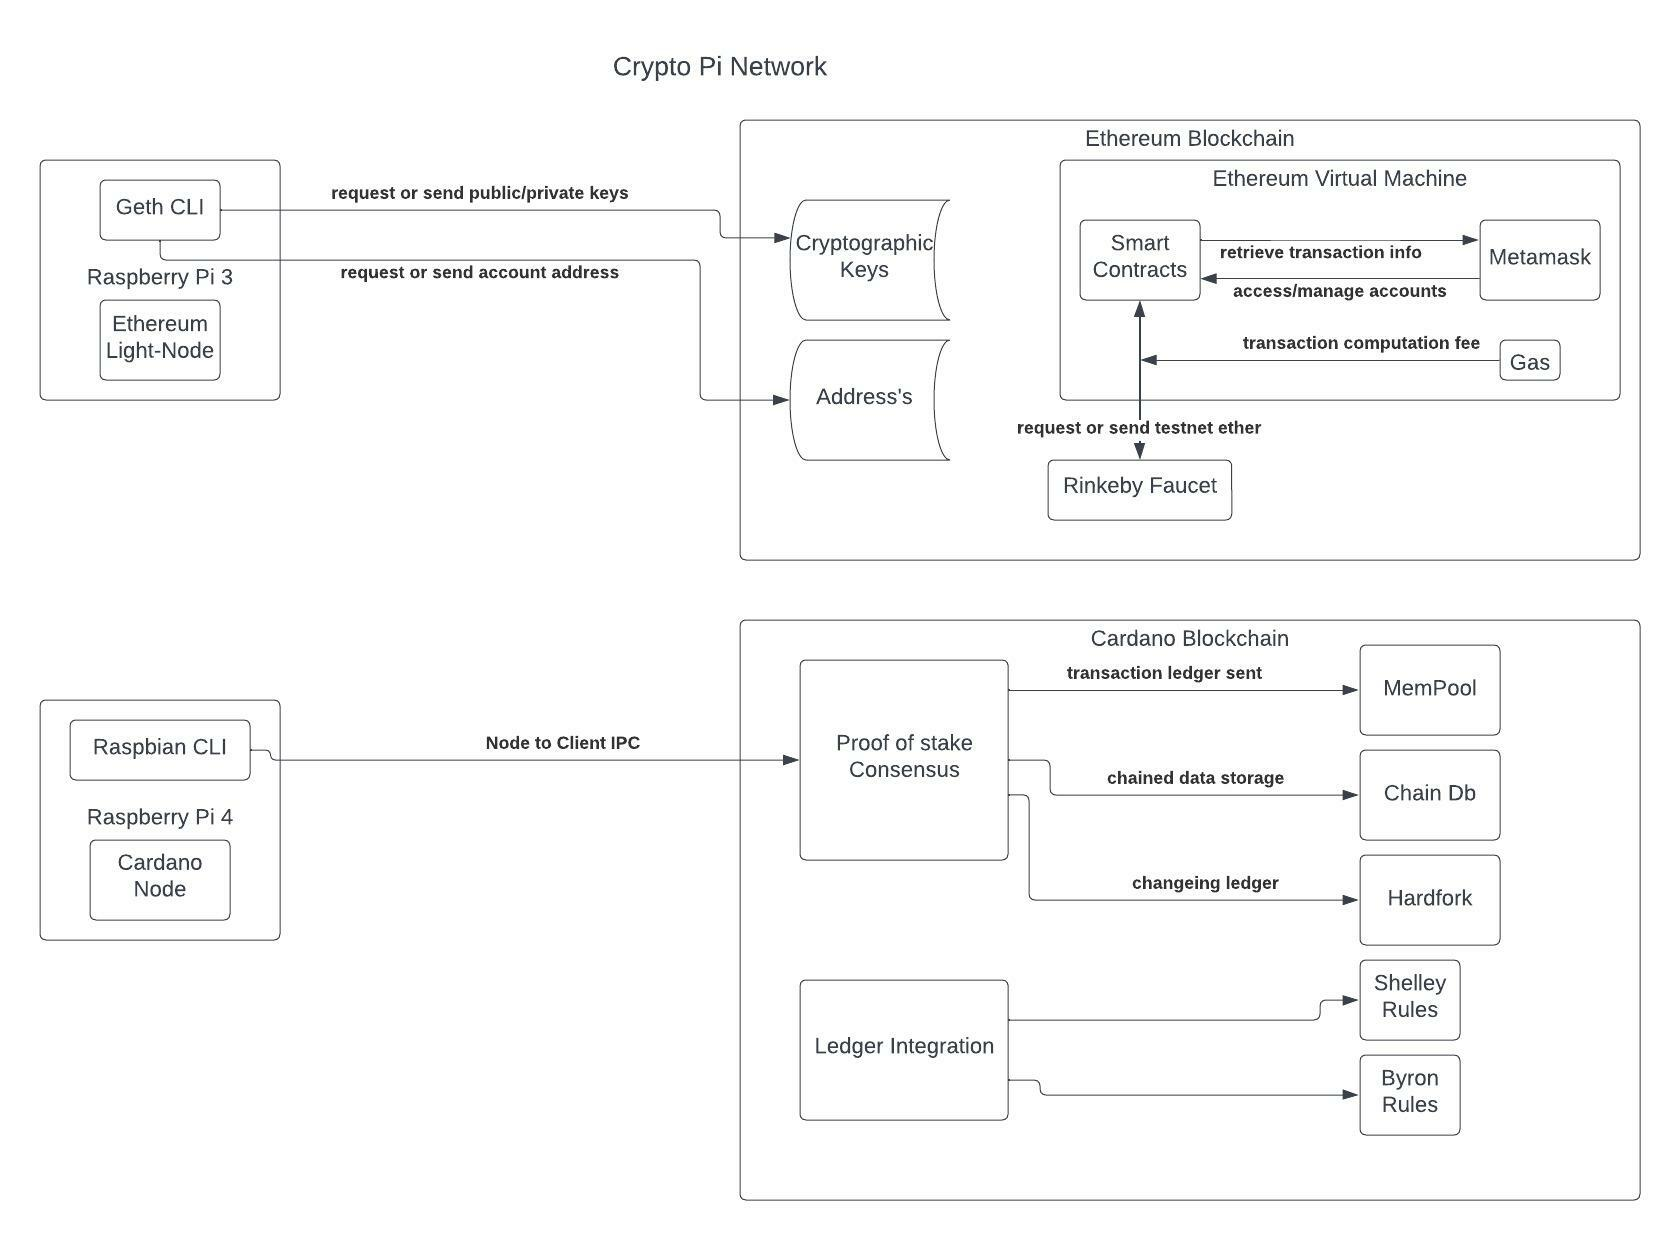 Crypto Pi Network
Ethereum Blockchain
Ethereum Virtual Machine
Geth CLI
request or send public/private keys
Raspberry Pi 3
request or send account address
Ethereum
Light-Node
Cryptographic
Keys
Address's
Smart
Contracts
retrieve transaction info
access/manage accounts
Metamask
transaction computation fee
Gas
request or send testnet ether
Rinkeby Faucet
Cardano Blockchain
Raspbian CLI
Node to Client IPC
Raspberry Pi 4
Cardano
Node
Proof of stake
Consensus
transaction ledger sent
MemPool
chained data storage
Chain Db
changeing ledger
Hardfork
Ledger Integration
Shelley
Rules
Byron
Rules